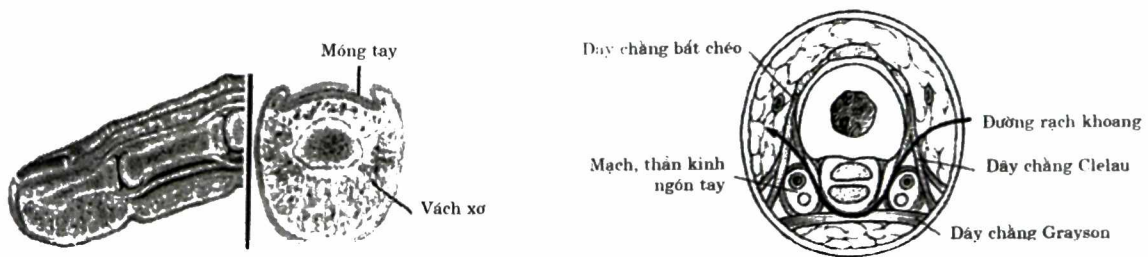 Móng tay
Vách xơ
Dây chằng bắt chéo
Đường rạch khoang
Mạch, thần kinh
ngón tay
Dây chằng Clelau
Dây chằng Grayson